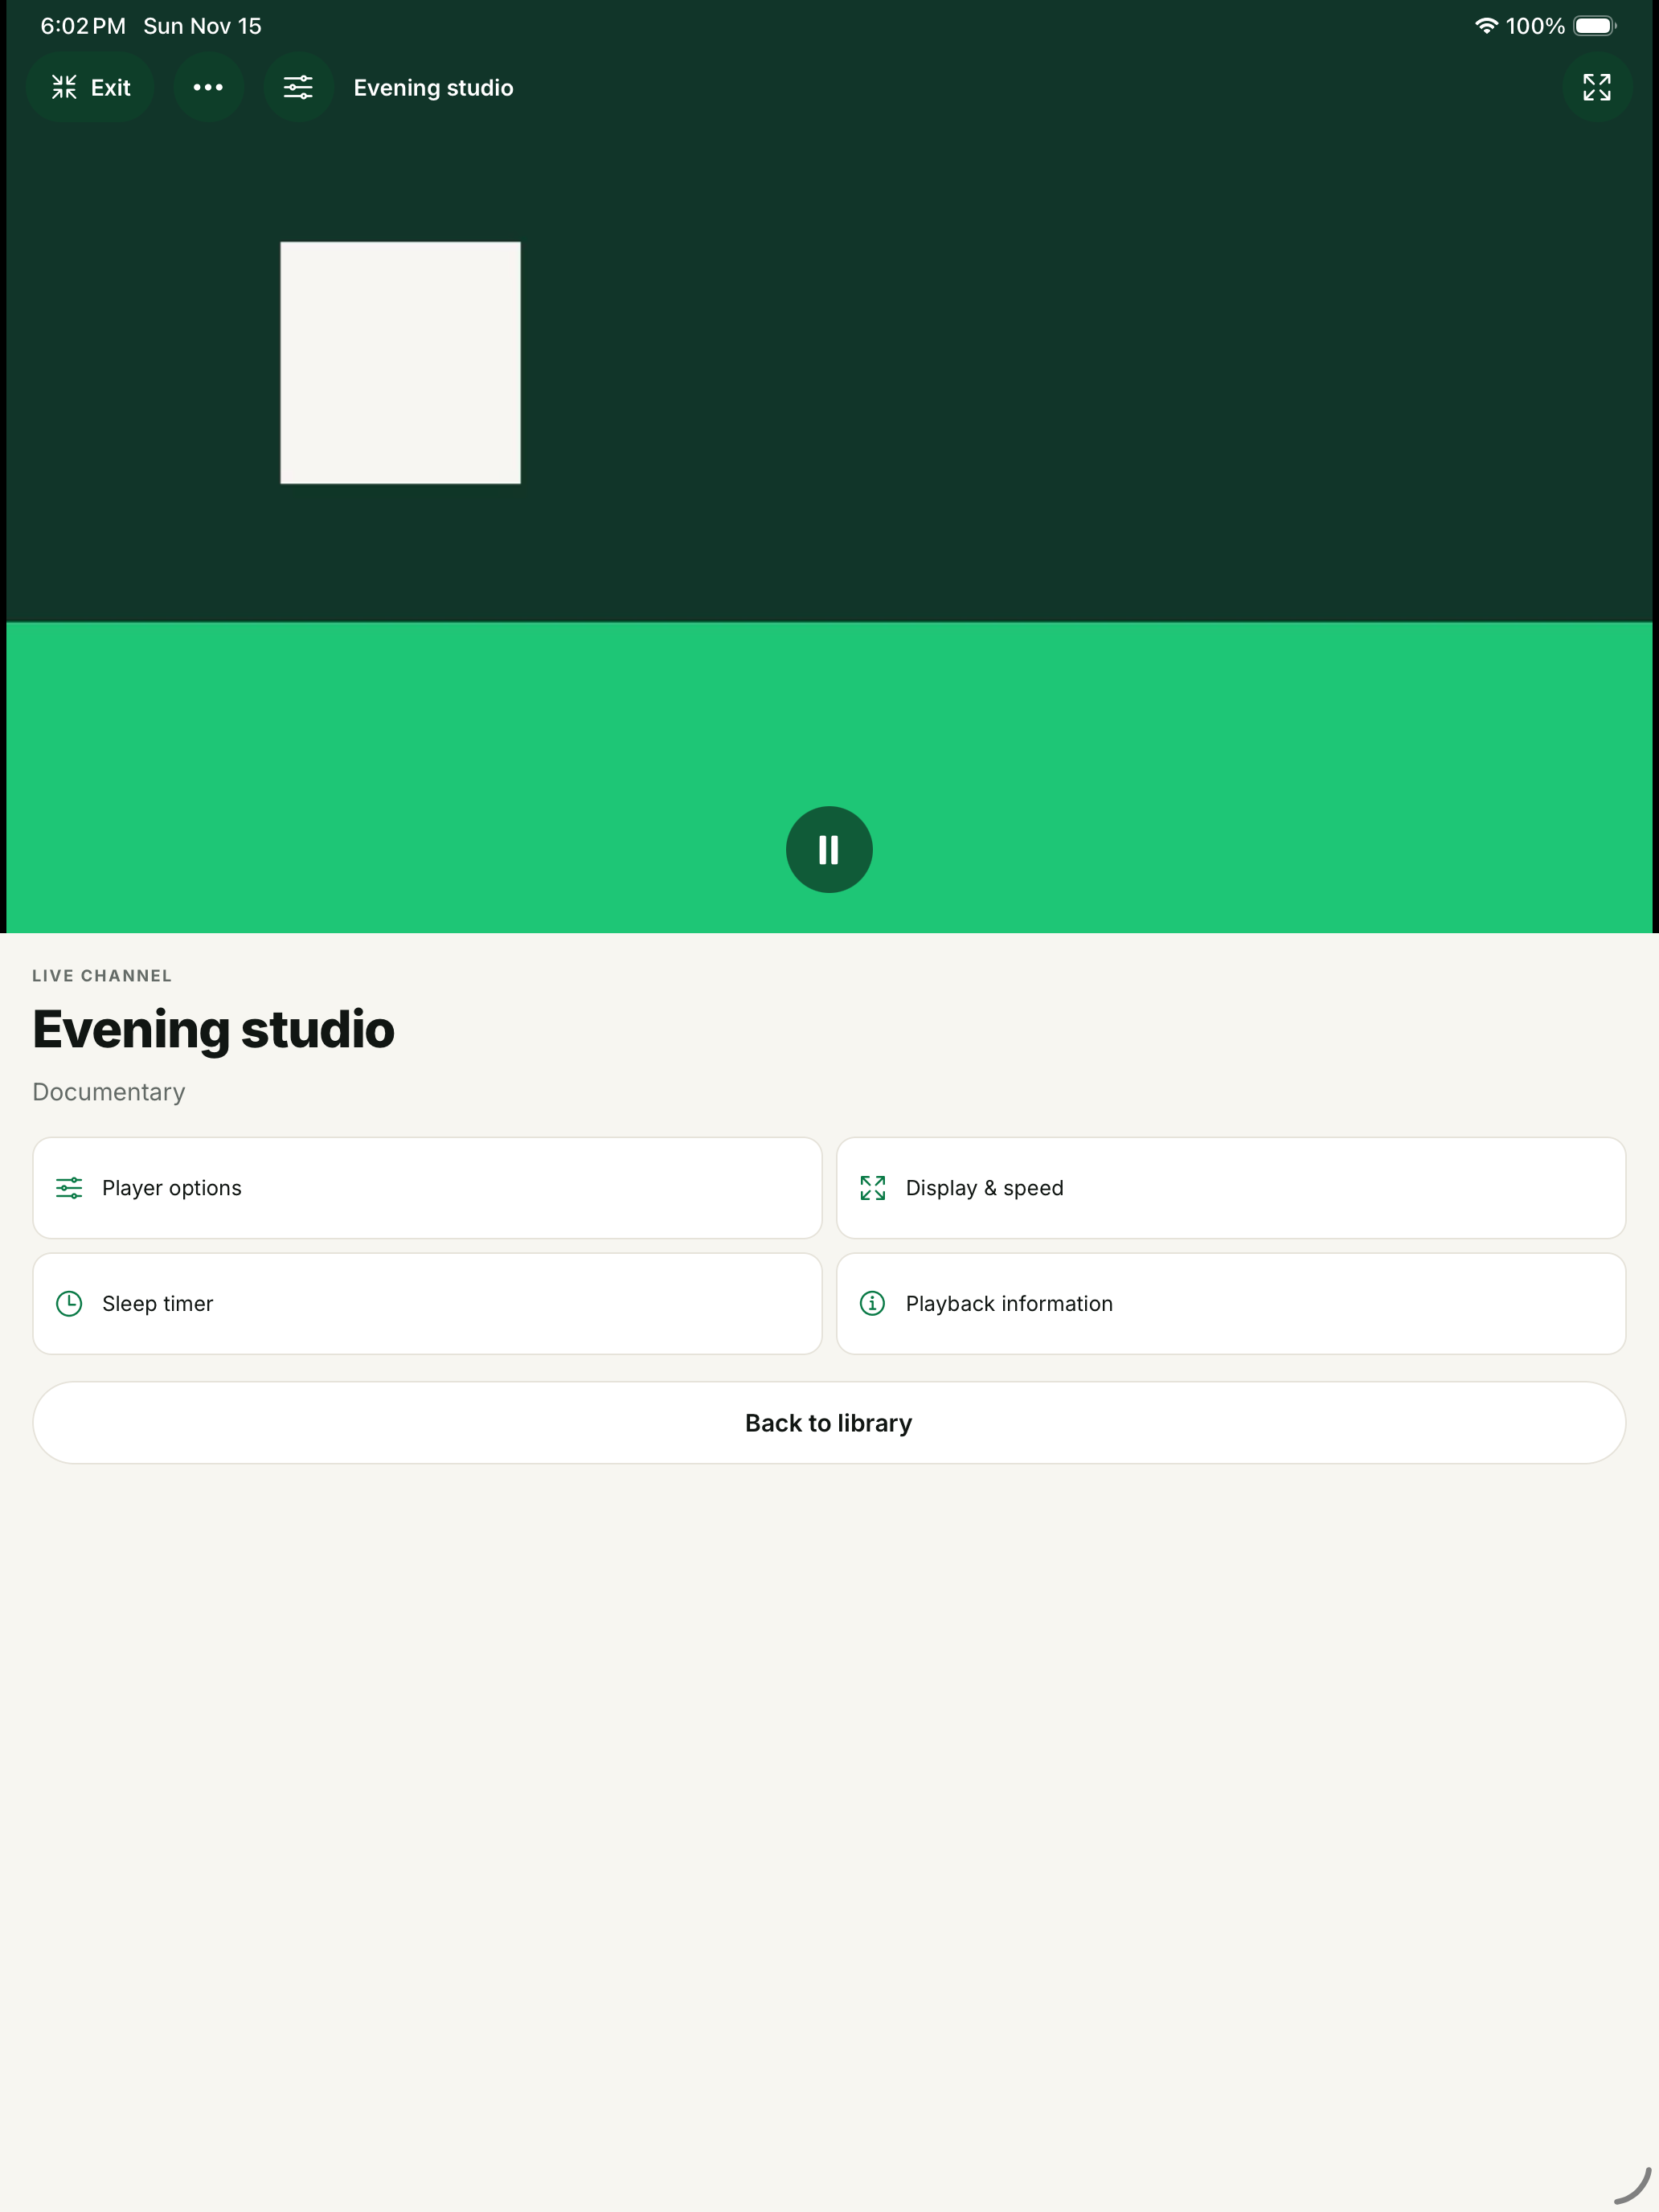 6:02 PM Sun Nov 15 100%
Exit Evening studio
LIVE CHANNEL
Evening studio
Documentary
Player options
Display & speed
Sleep timer
Playback information
Back to library